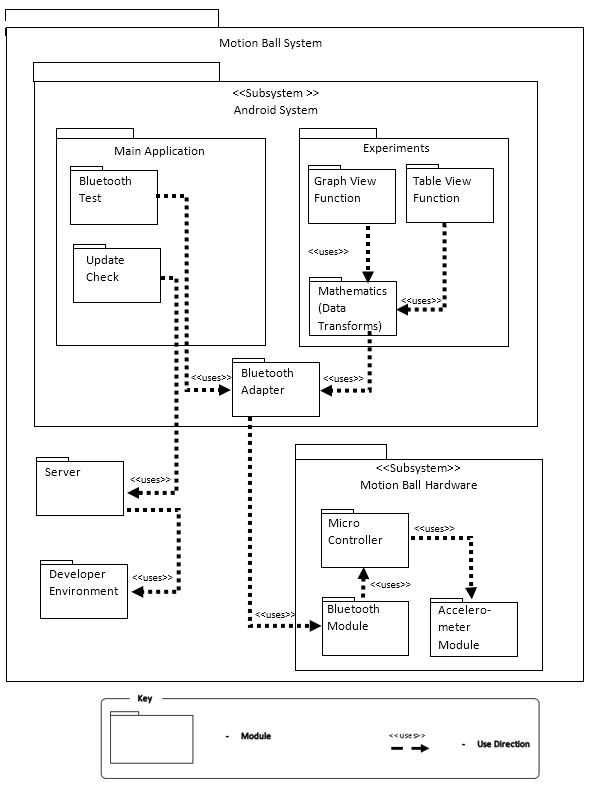 Motion Ball System
<<Subsystem >>
Android System
Main Application
Bluetooth
Test
Update
Check
Experiments
Graph View
Function
Table View
Function
<<uses>>
<<uses>>
Mathematics
(Data
Transforms)
<<uses>>
Bluetooth
Adapter
<<uses>>
Server
<<uses>>
Developer
Environment
<<uses>>
<<Subsystem>>
Motion Ball Hardware
Micro
Controller
<<uses>>
<<uses>>
<<uses>>
Bluetooth
Module
Accelero-
meter
Module
Key
- Module
<<uses>>
- Use Direction